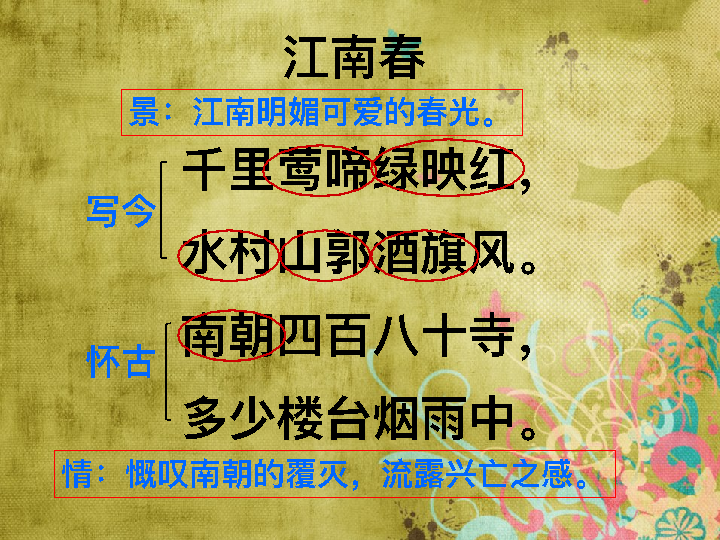 江南春
景：江南明媚可爱的春光。
千里莺啼绿映红，
写今
水村山郭酒旗风。
南朝四百八十寺，
怀古
多少楼台烟雨中。
情：慨叹南朝的覆灭，流露兴亡之感。